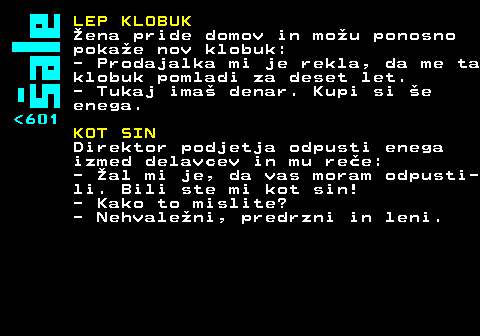 šale
<601
LEP KLOBUK
Žena pride domov in možu ponosno
pokaže nov klobuk:
- Prodajalka mi je rekla, da me ta
klobuk pomladi za deset let.
- Tukaj imaš denar. Kupi si še
enega.
KOT SIN
Direktor podjetja odpusti enega
izmed delavcev in mu reče:
- Žal mi je, da vas moram odpusti-
li. Bili ste mi kot sin!
- Kako to mislite?
- Nehvaležni, predrzni in leni.